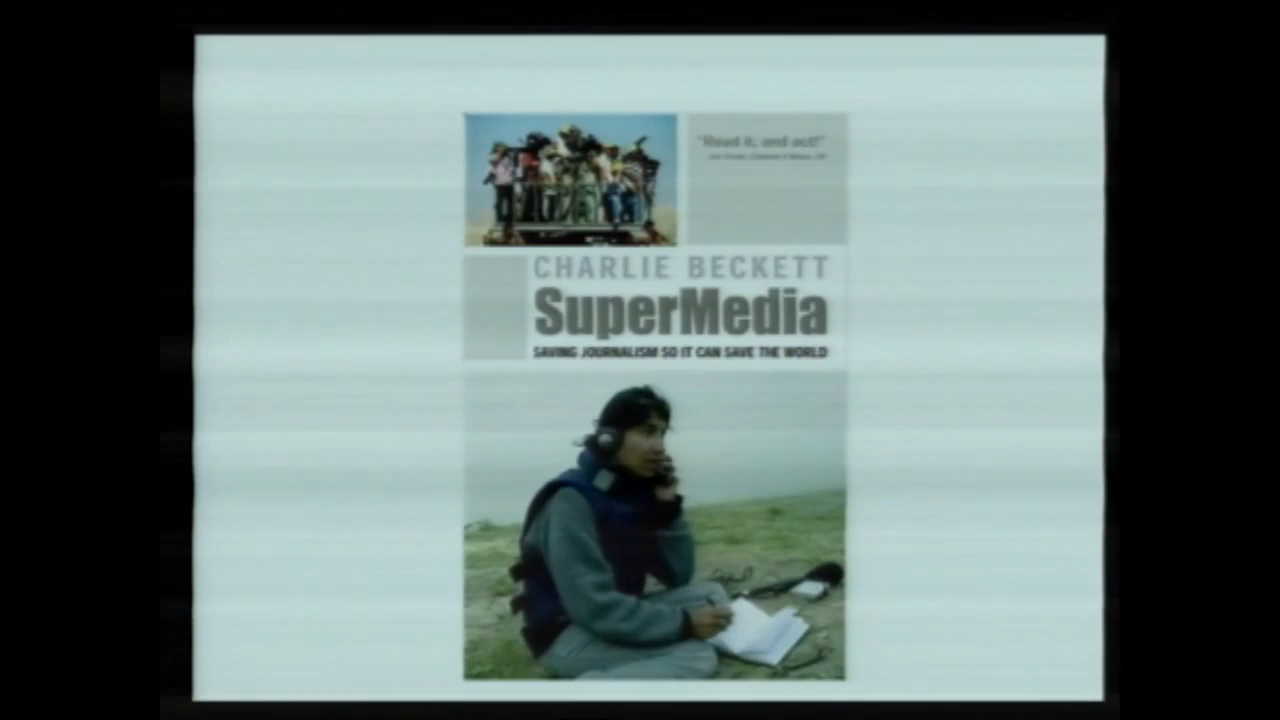 "Read it, and act!"
CHARLIE BECKETT
SuperMedia
SAVING JOURNALISM SO IT CAN SAVE THE WORLD